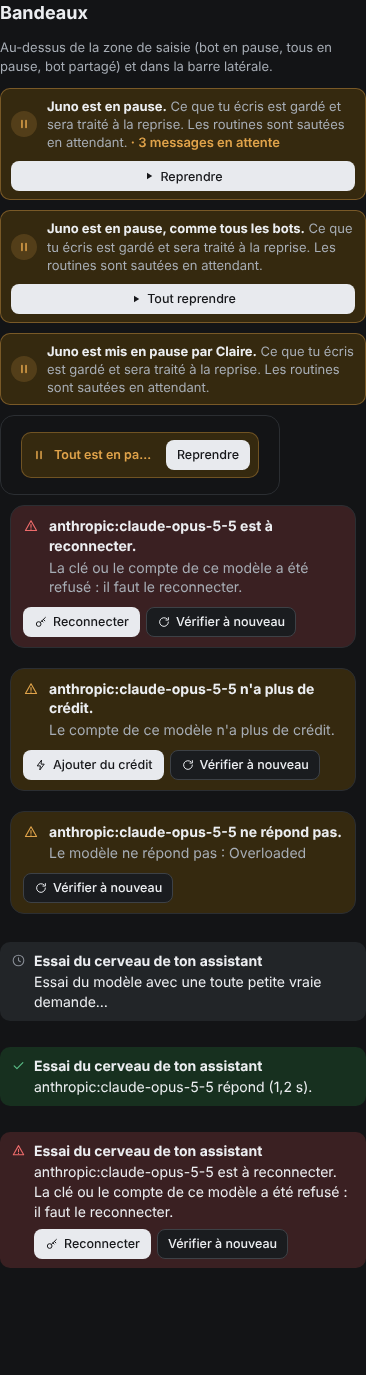 Bandeaux
Au-dessus de la zone de saisie (bot en pause, tous en
pause, bot partagé) et dans la barre latérale.
Juno est en pause. Ce que tu écris est gardé et
sera traité à la reprise. Les routines sont sautées
en attendant. · 3 messages en attente
Reprendre
Juno est en pause, comme tous les bots. Ce que
tu écris est gardé et sera traité à la reprise. Les
routines sont sautées en attendant.
Tout reprendre
Juno est mis en pause par Claire. Ce que tu écris
est gardé et sera traité à la reprise. Les routines
sont sautées en attendant.
Tout est en pa... Reprendre
anthropic:claude-opus-5-5 est à
reconnecter.
La clé ou le compte de ce modèle a été
refusé : il faut le reconnecter.
Reconnecter Vérifier à nouveau
anthropic:claude-opus-5-5 n'a plus de
crédit.
Le compte de ce modèle n'a plus de crédit.
Ajouter du crédit Vérifier à nouveau
anthropic:claude-opus-5-5 ne répond pas.
Le modèle ne répond pas : Overloaded
Vérifier à nouveau
Essai du cerveau de ton assistant
Essai du modèle avec une toute petite vraie
demande...
Essai du cerveau de ton assistant
anthropic:claude-opus-5-5 répond (1,2 s).
Essai du cerveau de ton assistant
anthropic:claude-opus-5-5 est à reconnecter.
La clé ou le compte de ce modèle a été refusé :
il faut le reconnecter.
Reconnecter Vérifier à nouveau